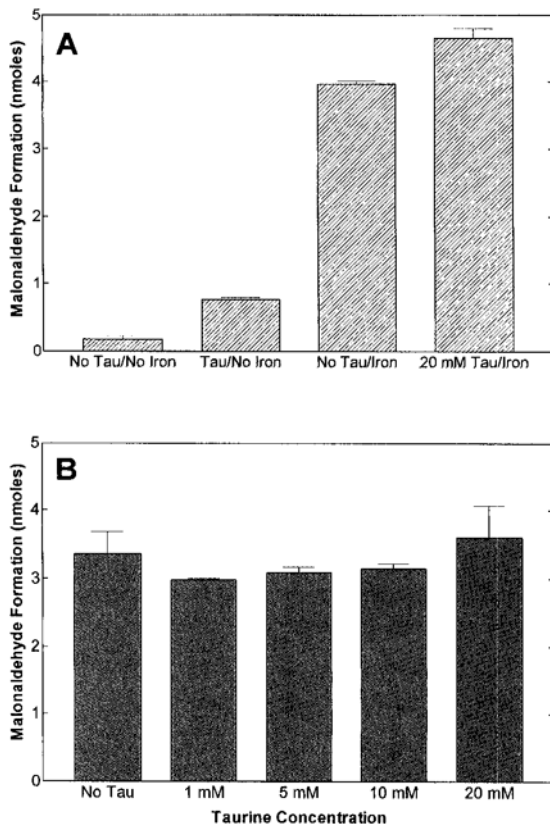 A
Malonaldehyde Formation (nmoles)
5
4
3
2
1
0
No Tau/No Iron Tau/No Iron No Tau/Iron 20 mM Tau/Iron
B
Malonaldehyde Formation (nmoles)
5
4
3
2
1
0
No Tau 1 mM 5 mM 10 mM 20 mM
Taurine Concentration